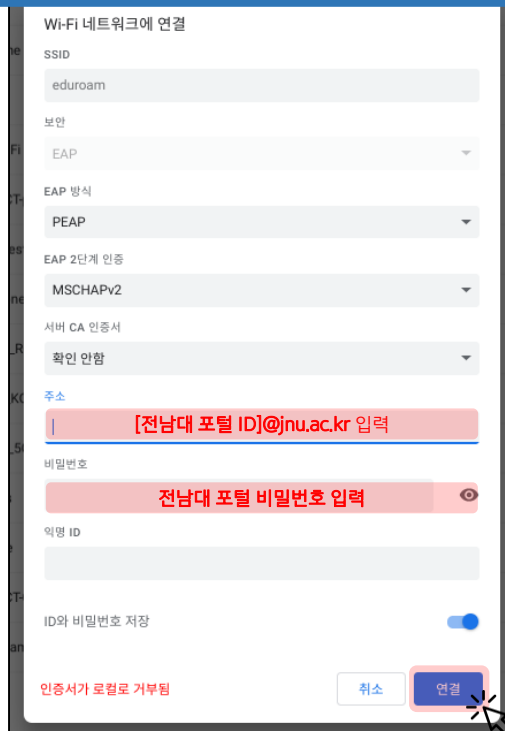 Wi-Fi 네트워크에 연결
SSID
eduroam
보안
EAP
EAP 방식
PEAP
EAP 2단계 인증
MSCHAPv2
서버 CA 인증서
확인 안함
주소
[전남대 포털 ID]@jnu.ac.kr 입력
비밀번호
전남대 포털 비밀번호 입력
익명 ID
ID와 비밀번호 저장
인증서가 로컬로 거부됨
취소
연결